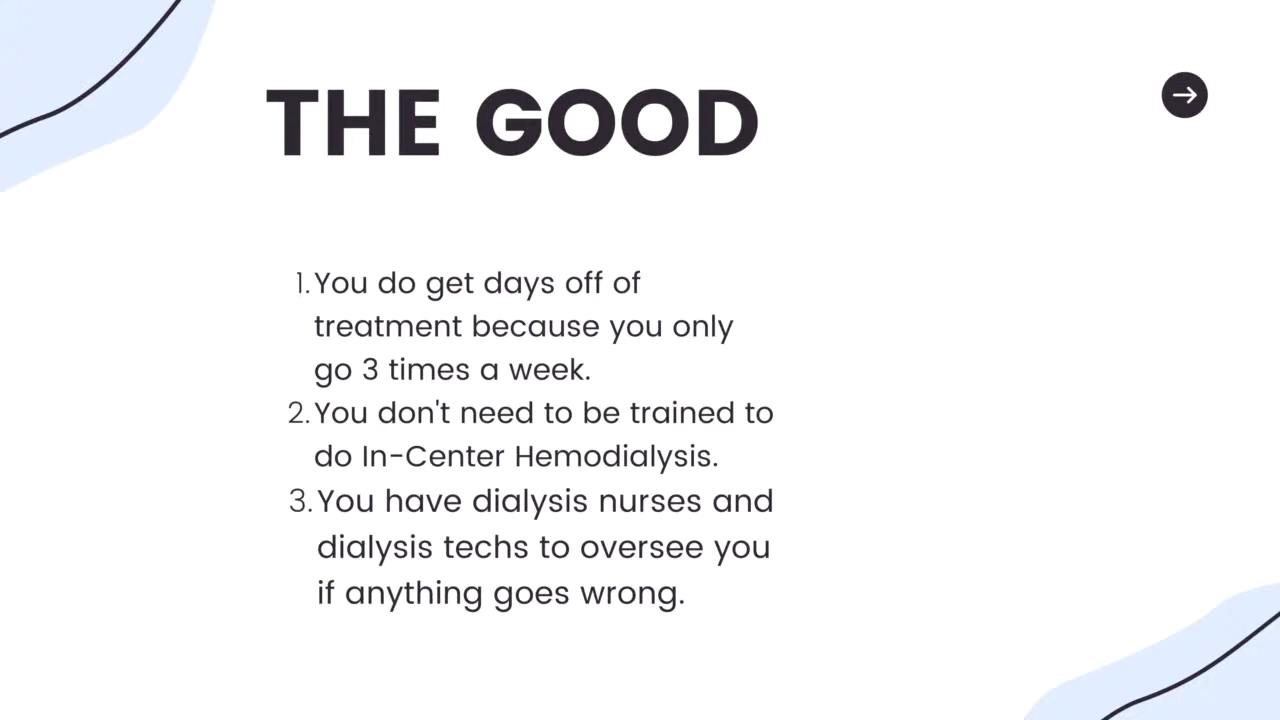 THE GOOD
1. You do get days off of
treatment because you only
go 3 times a week.
2. You don't need to be trained to
do In-Center Hemodialysis.
3. You have dialysis nurses and
dialysis techs to oversee you
if anything goes wrong.